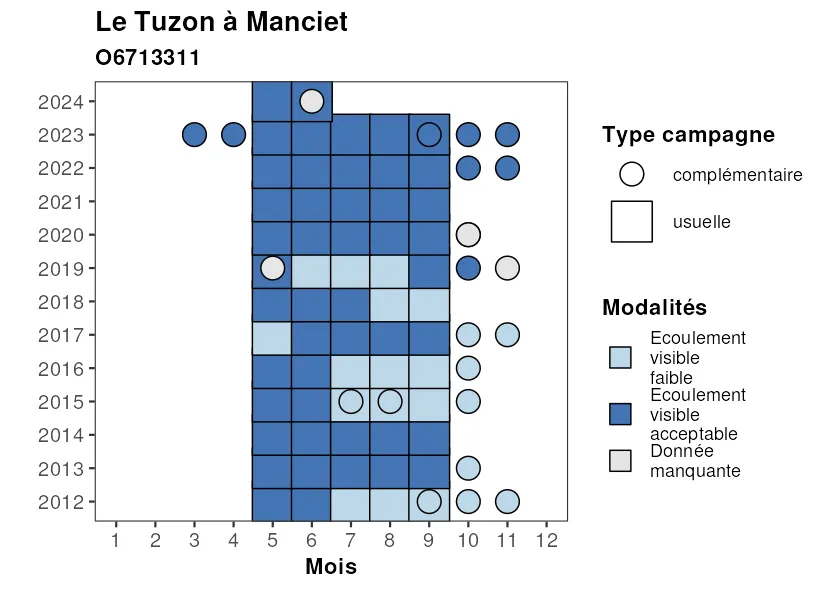 Le Tuzon à Manciet
O6713311
2024
2023
2022
2021
2020
2019
2018
2017
2016
2015
2014
2013
2012
1 2 3 4 5 6 7 8 9 10 11 12
Mois
Type campagne
complémentaire
usuelle
Modalités
Ecoulement
visible
faible
Ecoulement
visible
acceptable
Donnée
manquante